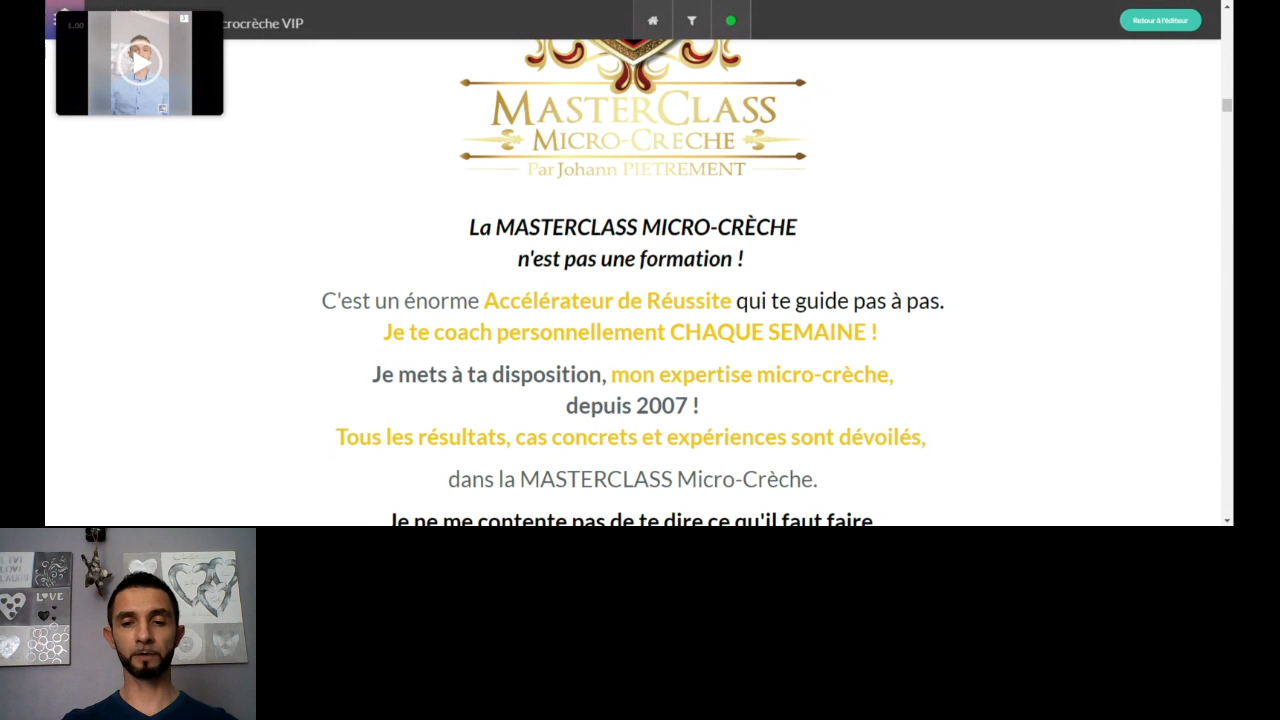 1.00
crocrèche VIP
Retour à l'éditeur
MASTERCLASS
MICRO-CRECHE
Par Johann PIETREMENT
La MASTERCLASS MICRO-CRÈCHE
n'est pas une formation !
C'est un énorme Accélérateur de Réussite qui te guide pas à pas.
Je te coach personnellement CHAQUE SEMAINE !
Je mets à ta disposition, mon expertise micro-crèche,
depuis 2007 !
Tous les résultats, cas concrets et expériences sont dévoilés,
dans la MASTERCLASS Micro-Crèche.
Je ne me contente pas de te dire ce qu'il faut faire
LOVE